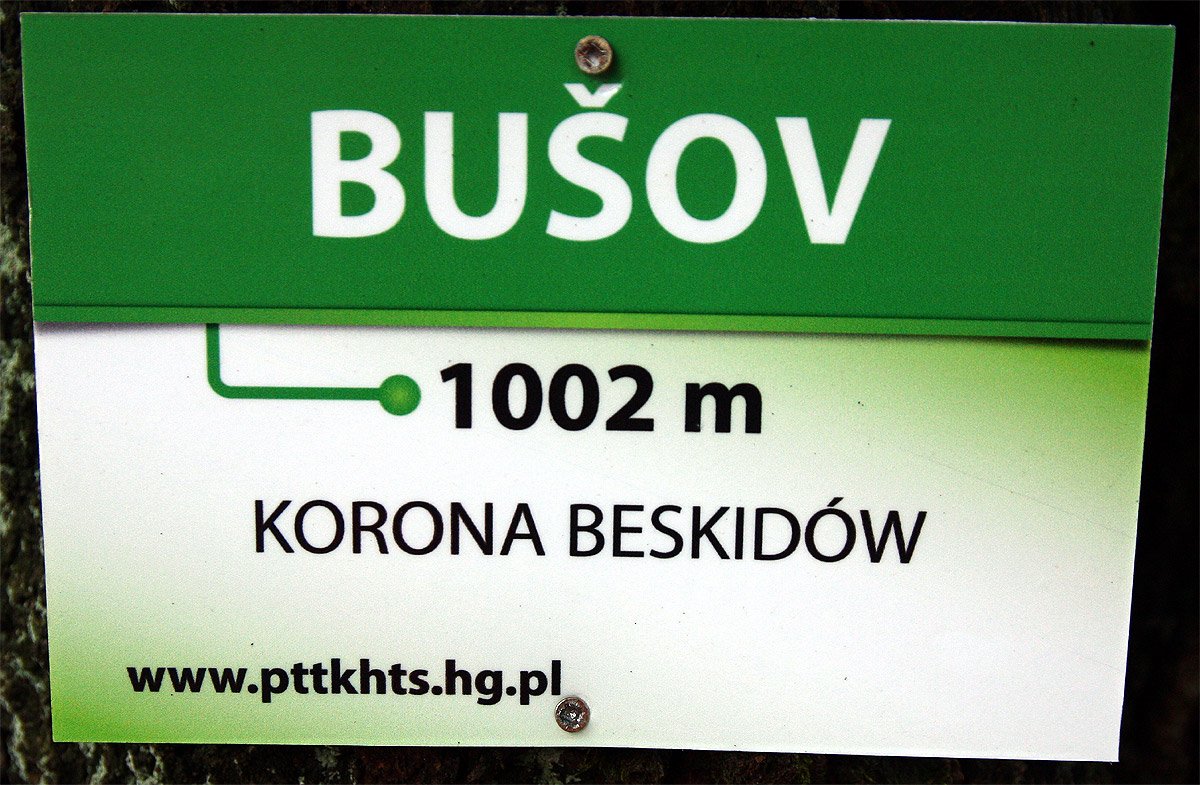 BUŠOV
1002 m
KORONA BESKIDÓW
www.pttkhts.hg.pl